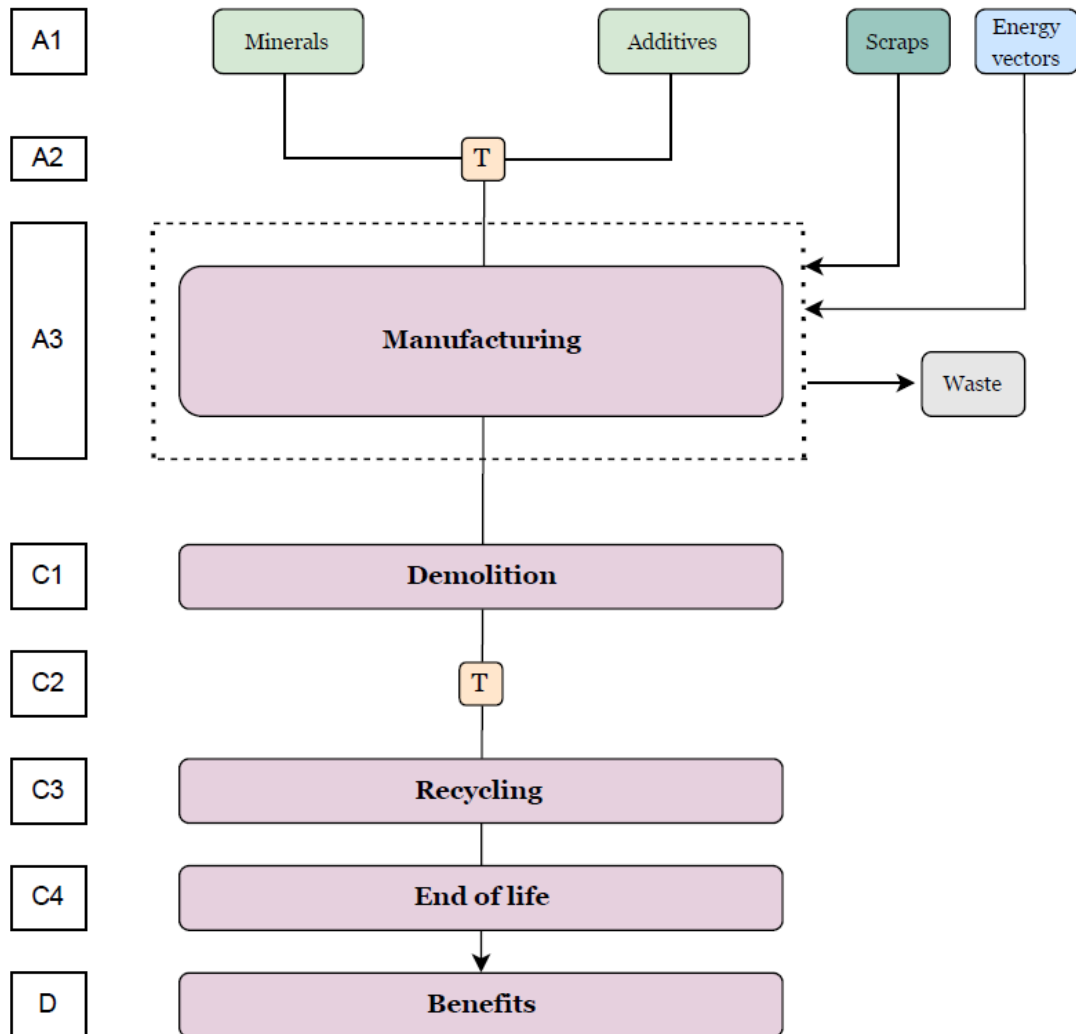 A1
Minerals
Additives
Scraps
Energy
vectors
A2
T
A3
Manufacturing
Waste
C1
Demolition
C2
T
C3
Recycling
C4
End of life
D
Benefits